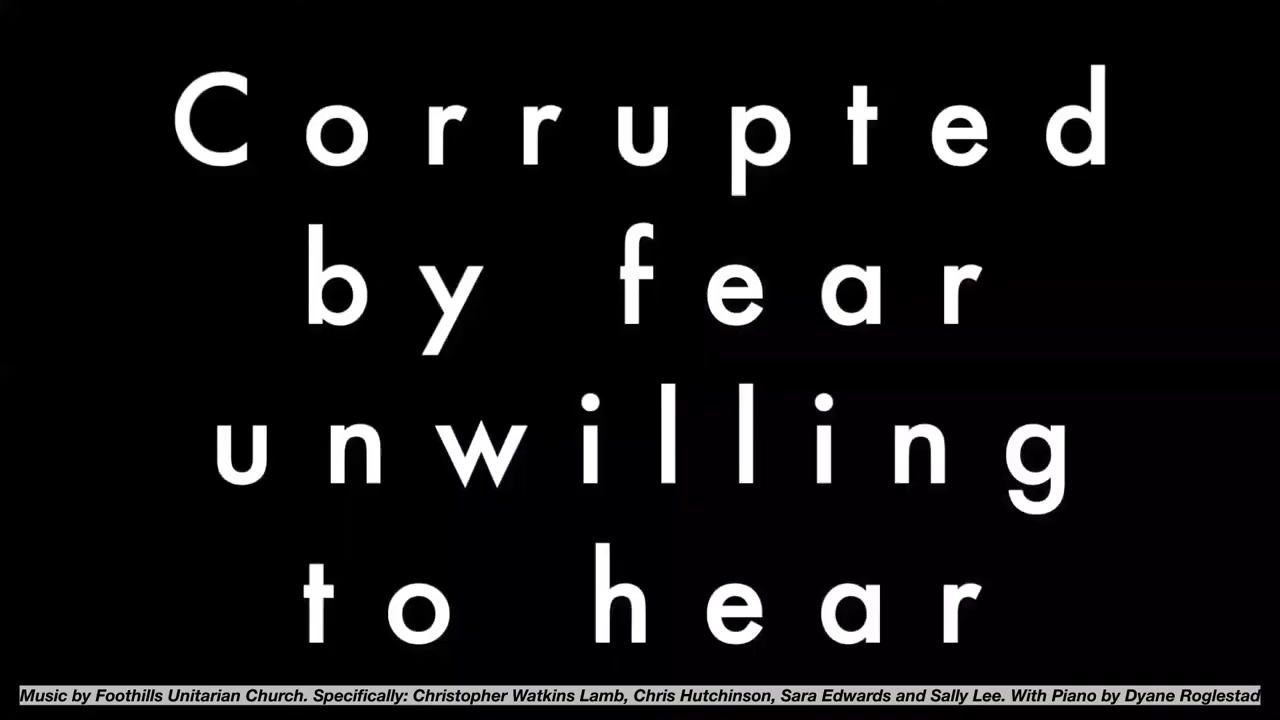 Corrupted
by fear
unwilling
to hear
Music by Foothills Unitarian Church. Specifically: Christopher Watkins Lamb, Chris Hutchinson, Sara Edwards and Sally Lee. With Piano by Dyane Roglestad